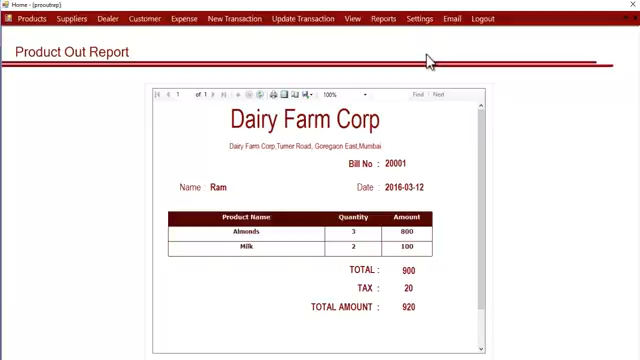 Home - [prooutrep]
Products Suppliers Dealer Customer Expense New Transaction Update Transaction View Reports Settings Email Logout
Product Out Report
1 of 1 100% Find | Next
Dairy Farm Corp
Dairy Farm Corp,Turner Road, Goregaon East,Mumbai
Bill No : 20001
Name : Ram Date : 2016-03-12
Product Name Quantity Amount
Almonds 3 800
Milk 2 100
TOTAL : 900
TAX : 20
TOTAL AMOUNT : 920